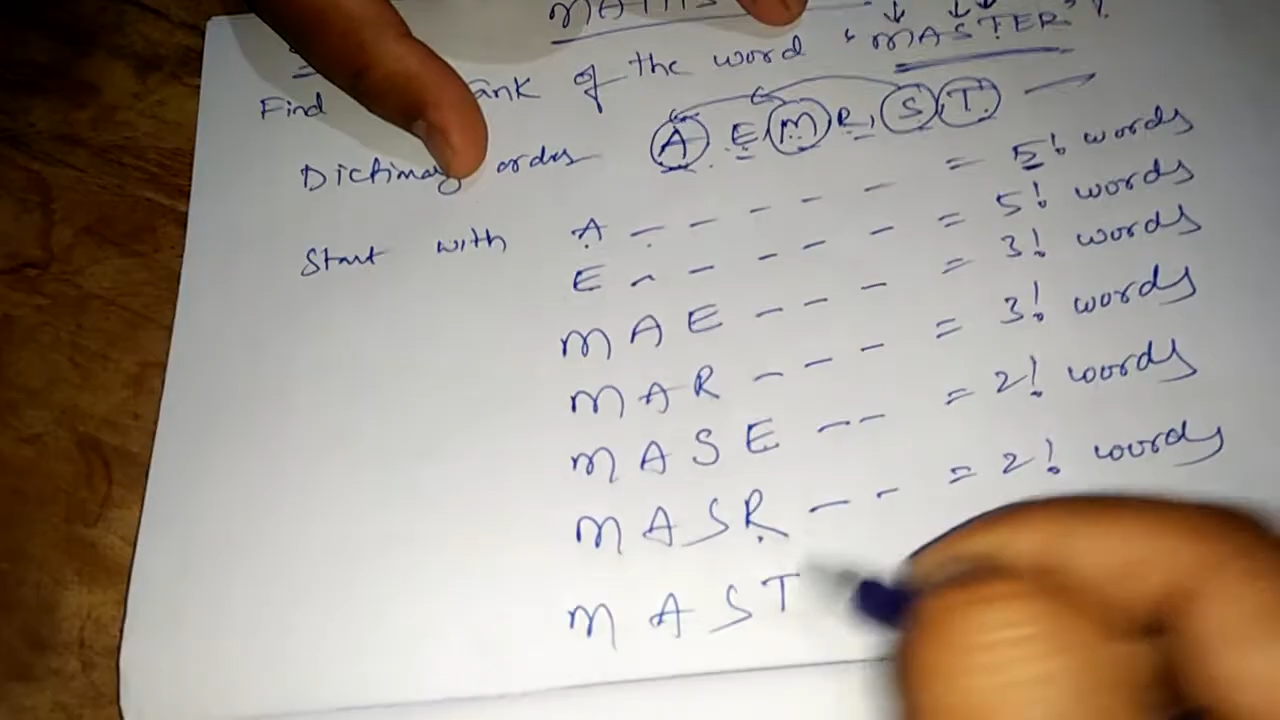 MATHS
Find ank of the word "MASTER"?
Dictinary order A E, M, R, S, T.
Start with A - - - - - = 5! words
E - - - - - = 5! words
M A E - - - = 3! words
M A R - - - = 3! words
M A S E - - = 2! words
M A S R - - = 2! words
M A S T